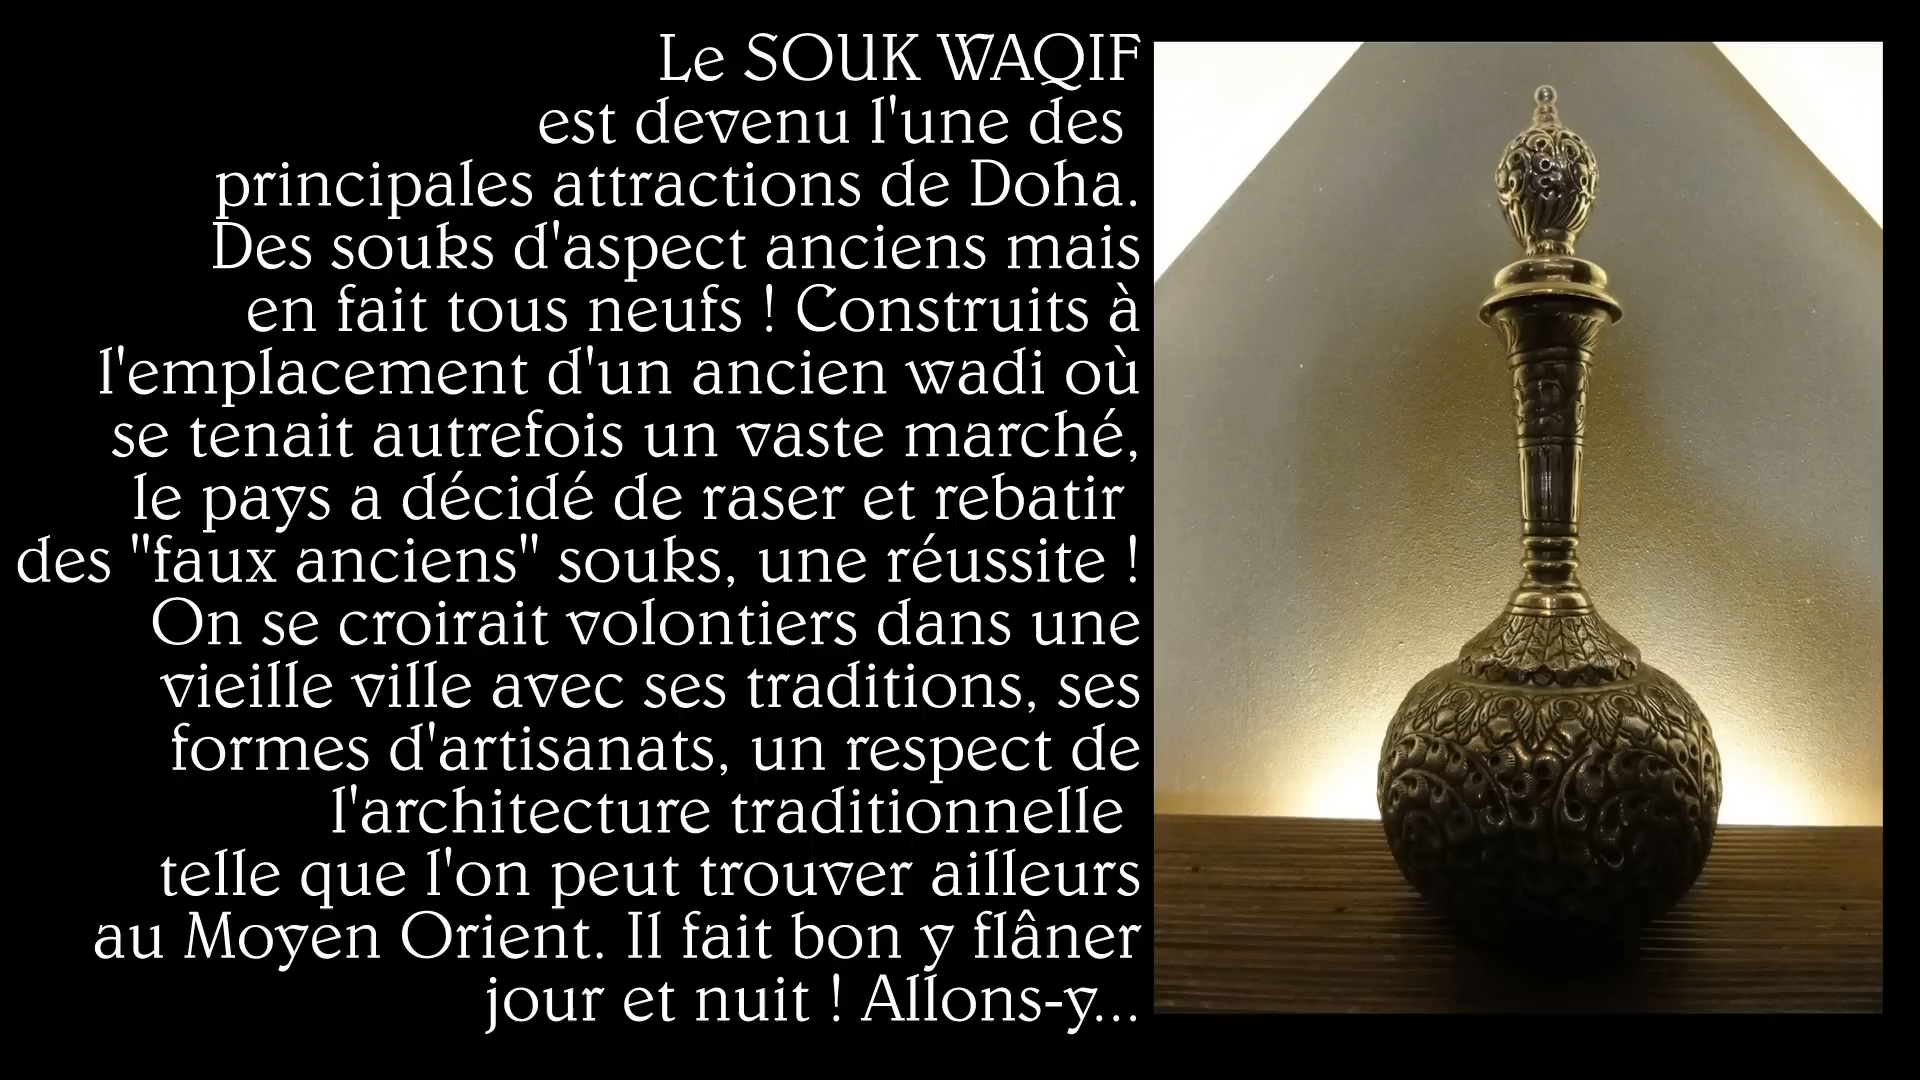 Le SOUK WAQIF
est devenu l'une des
principales attractions de Doha.
Des souks d'aspect anciens mais
en fait tous neufs ! Construits à
l'emplacement d'un ancien wadi où
se tenait autrefois un vaste marché,
le pays a décidé de raser et rebatir
des "faux anciens" souks, une réussite !
On se croirait volontiers dans une
vieille ville avec ses traditions, ses
formes d'artisanats, un respect de
l'architecture traditionnelle
telle que l'on peut trouver ailleurs
au Moyen Orient. Il fait bon y flâner
jour et nuit ! Allons-y...